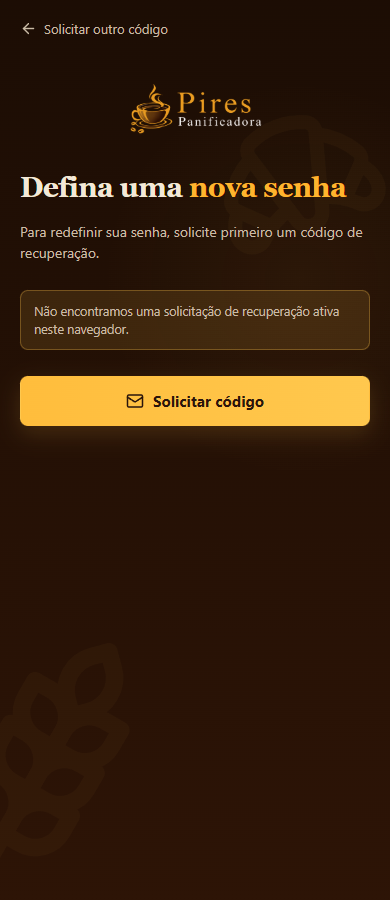 Solicitar outro código
Pires
Panificadora
Defina uma nova senha
Para redefinir sua senha, solicite primeiro um código de
recuperação.
Não encontramos uma solicitação de recuperação ativa
neste navegador.
Solicitar código